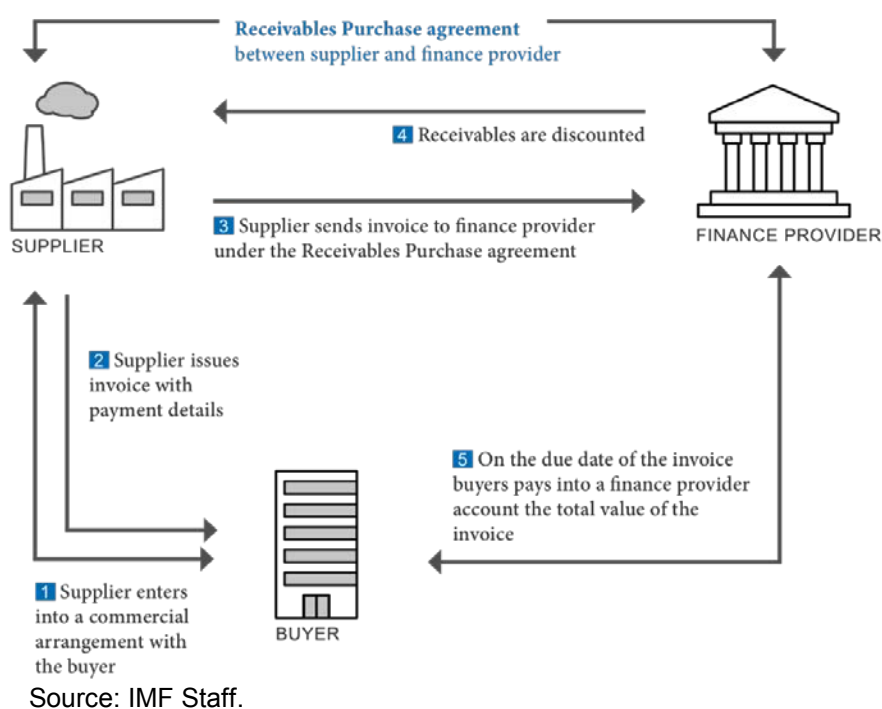 Receivables Purchase agreement
between supplier and finance provider
4 Receivables are discounted
3 Supplier sends invoice to finance provider
under the Receivables Purchase agreement
SUPPLIER
FINANCE PROVIDER
2 Supplier issues
invoice with
payment details
5 On the due date of the invoice
buyers pays into a finance provider
account the total value of the
invoice
1 Supplier enters
into a commercial
arrangement with
the buyer
BUYER
Source: IMF Staff.